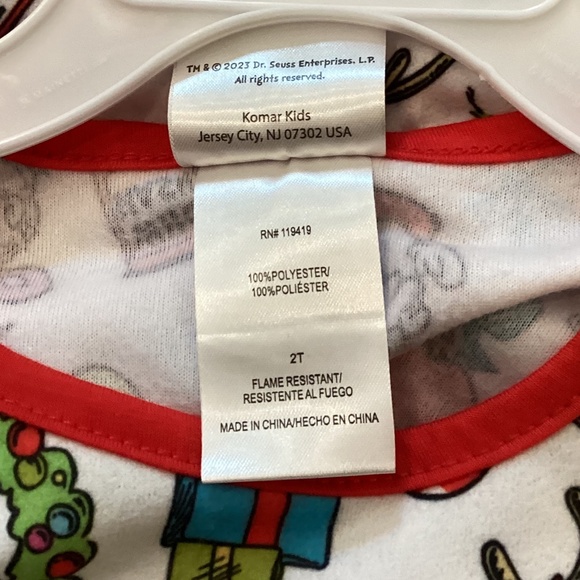 TM & © 2023 Dr. Seuss Enterprises. L.P.
All rights reserved.
Komar Kids
Jersey City, NJ 07302 USA
RN# 119419
100%POLYESTER/
100%POLIÉSTER
2T
FLAME RESISTANT/
RESISTENTE AL FUEGO
MADE IN CHINA/HECHO EN CHINA